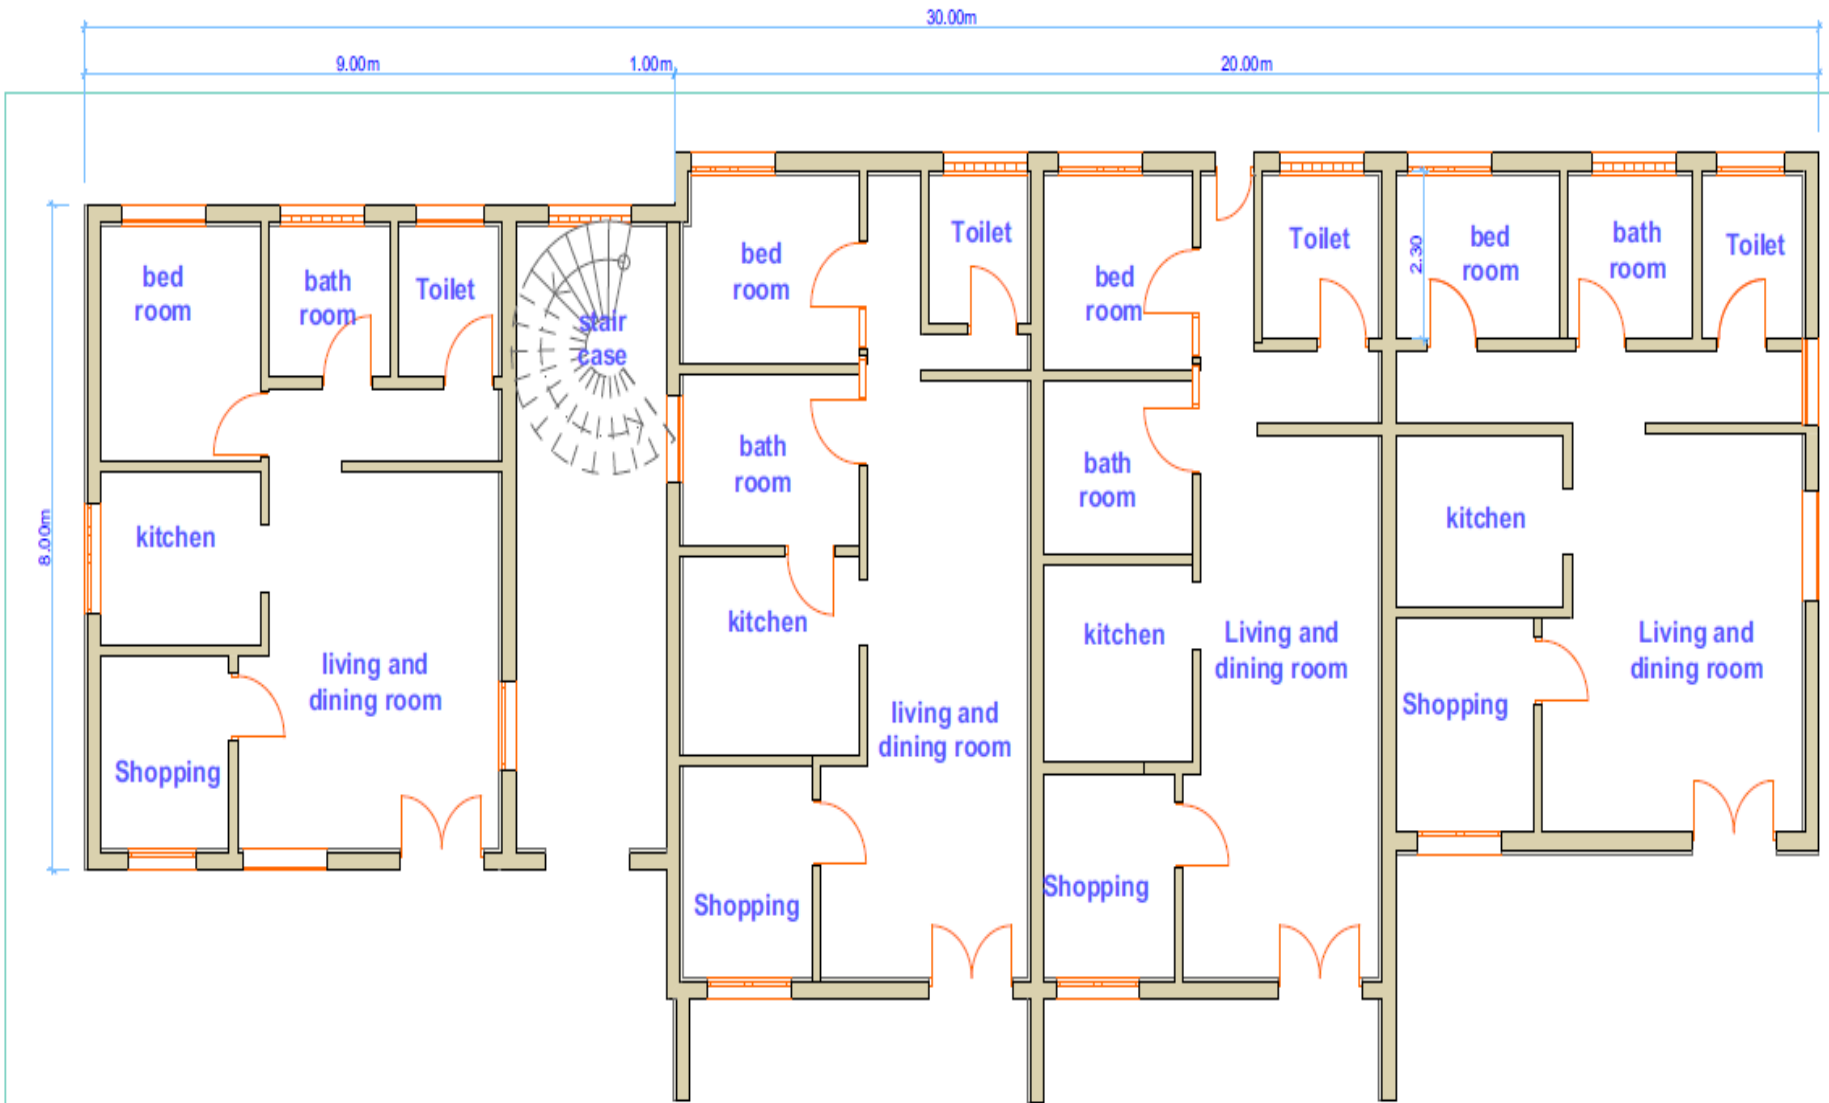 30.00m
9.00m
1.00m
20.00m
8.00m
2.30
bed
room
bath
room
Toilet
stair
case
kitchen
living and
dining room
Shopping
bed
room
Toilet
bath
room
kitchen
living and
dining room
Shopping
bed
room
Toilet
bath
room
kitchen
Living and
dining room
Shopping
bed
room
bath
room
Toilet
kitchen
Living and
dining room
Shopping